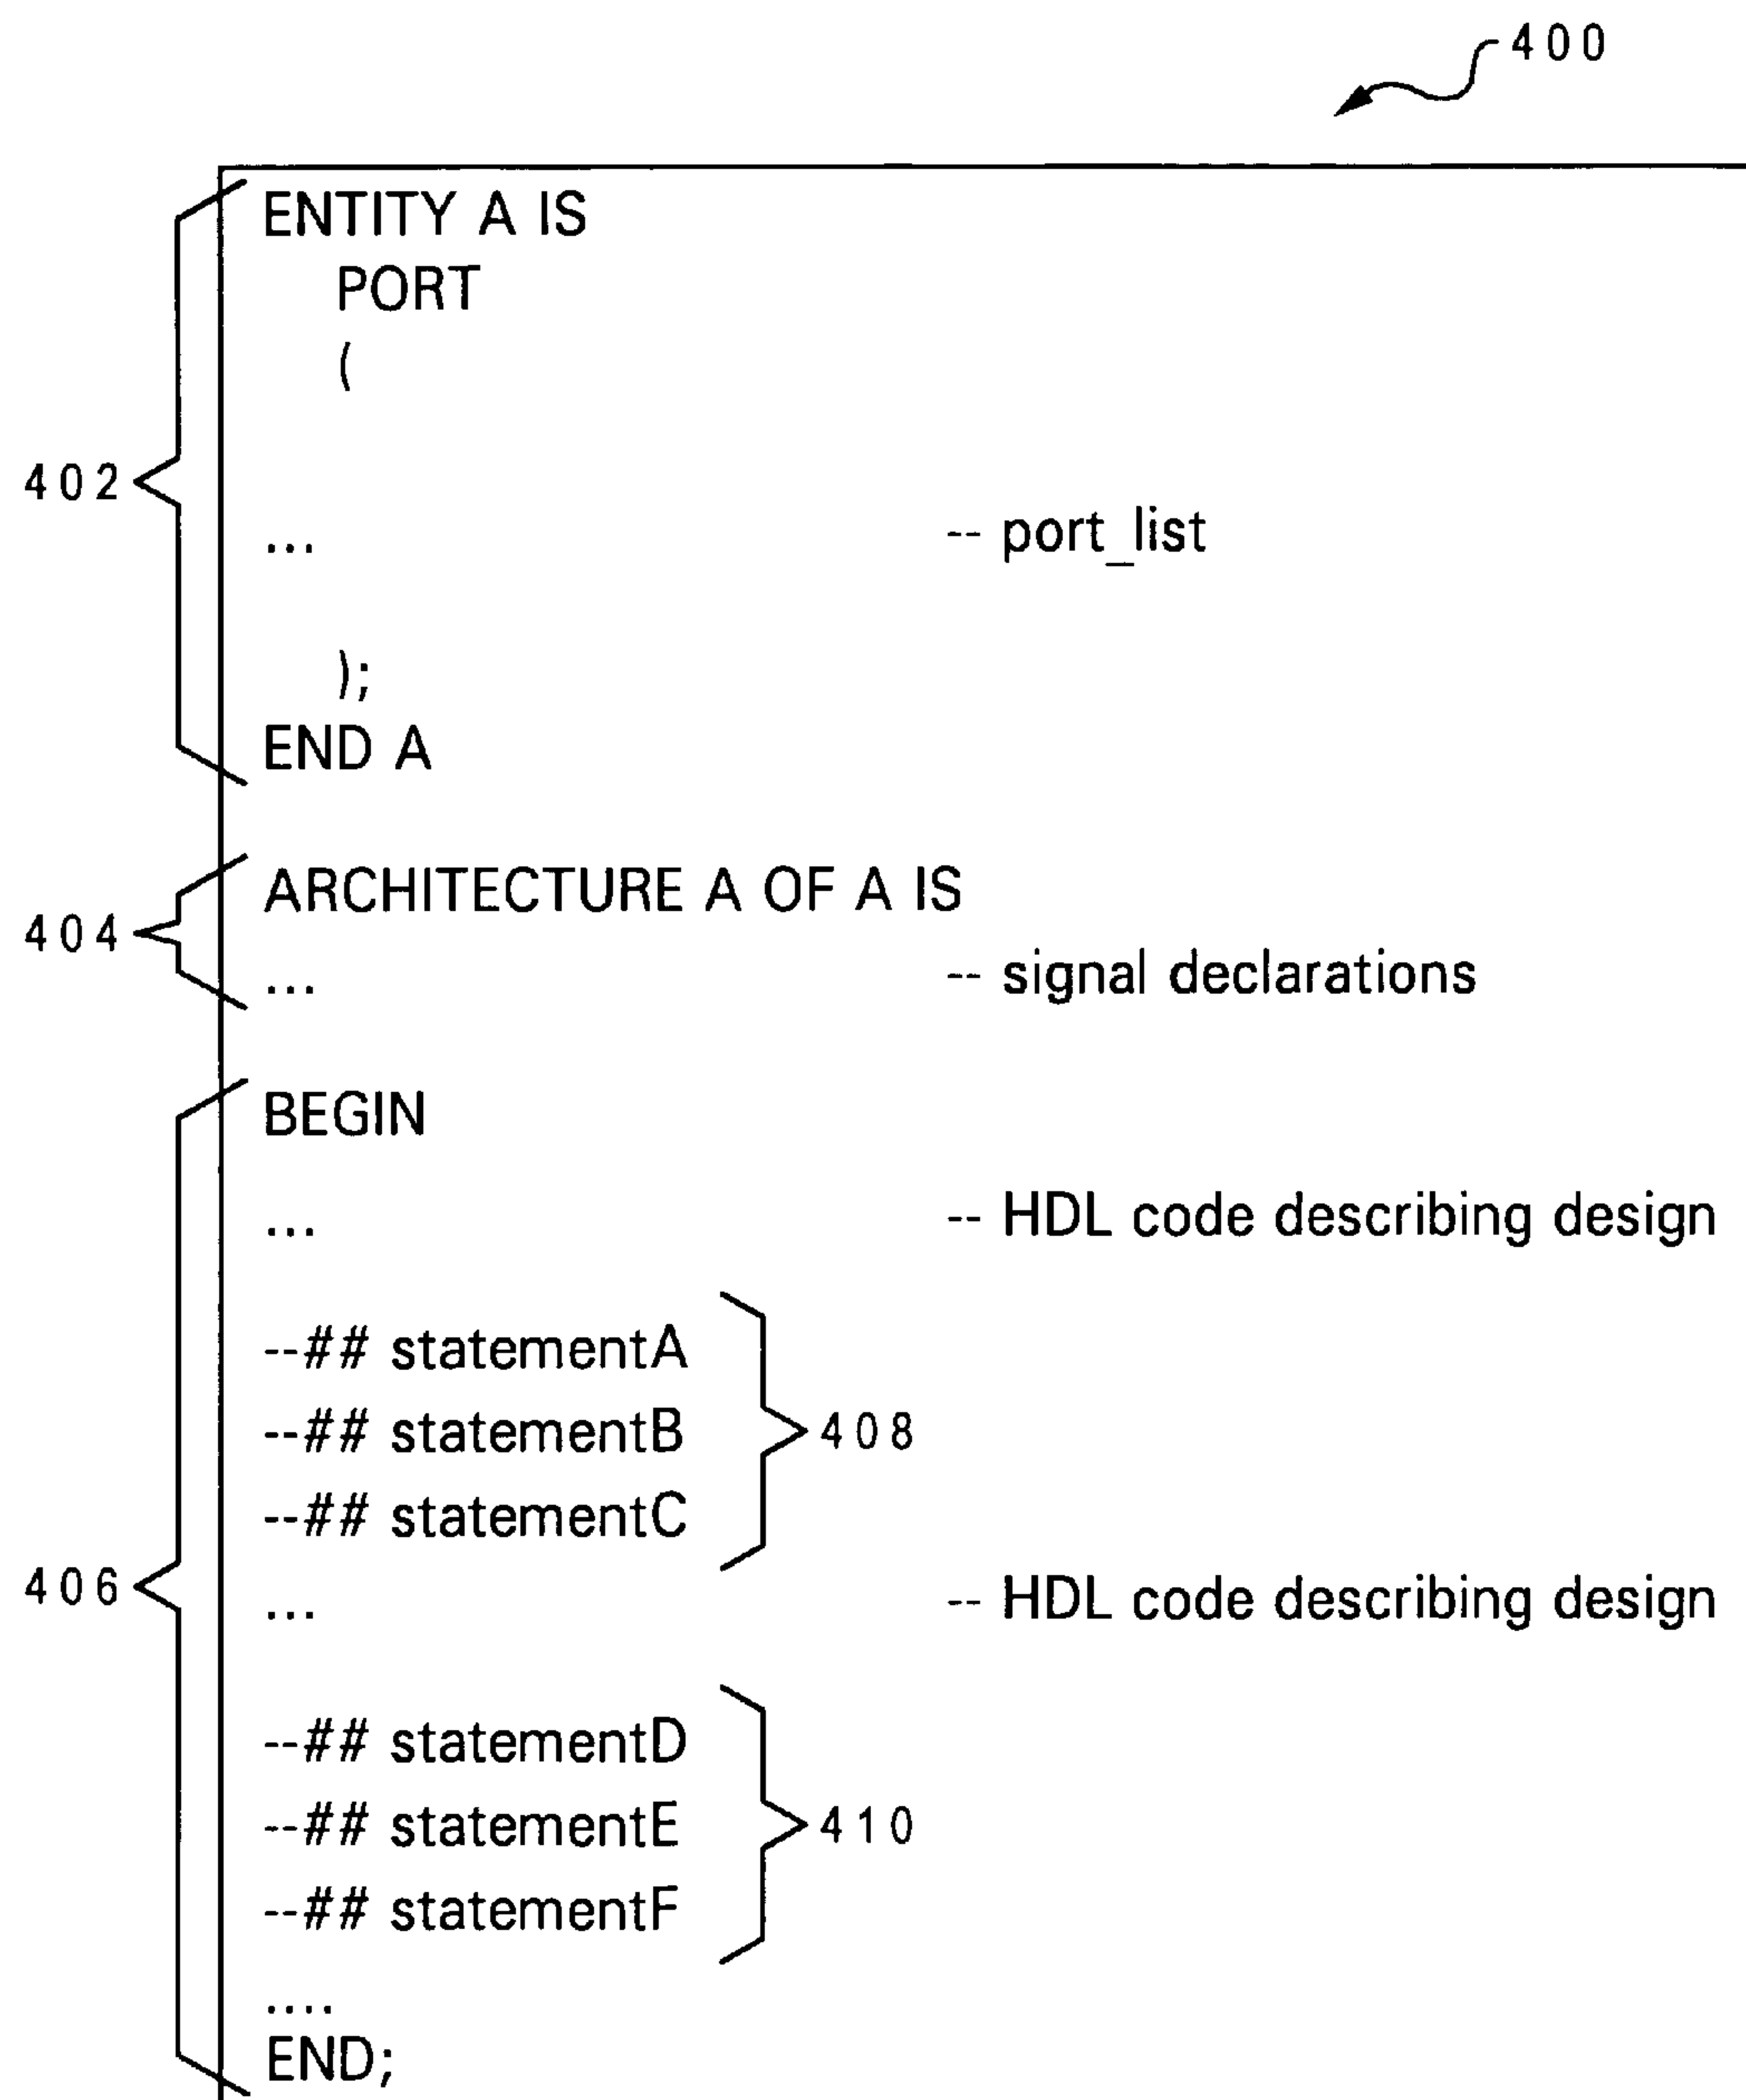 400
ENTITY A IS
PORT
(
402
... -- port_list
);
END A
ARCHITECTURE A OF A IS
404
... -- signal declarations
BEGIN
... -- HDL code describing design
--## statementA
--## statementB 408
--## statementC
406
... -- HDL code describing design
--## statementD
--## statementE 410
--## statementF
....
END;